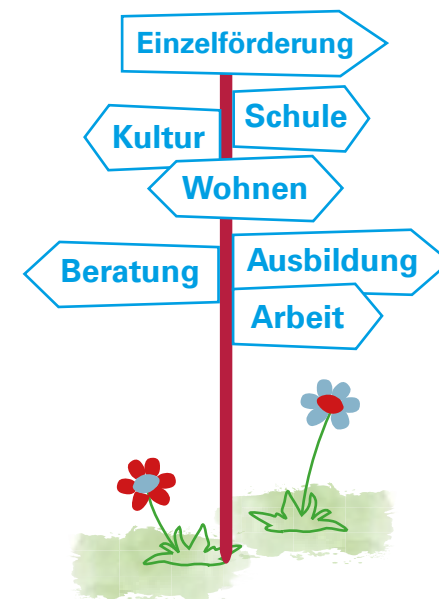 Einzelförderung
Schule
Kultur
Wohnen
Ausbildung
Beratung
Arbeit